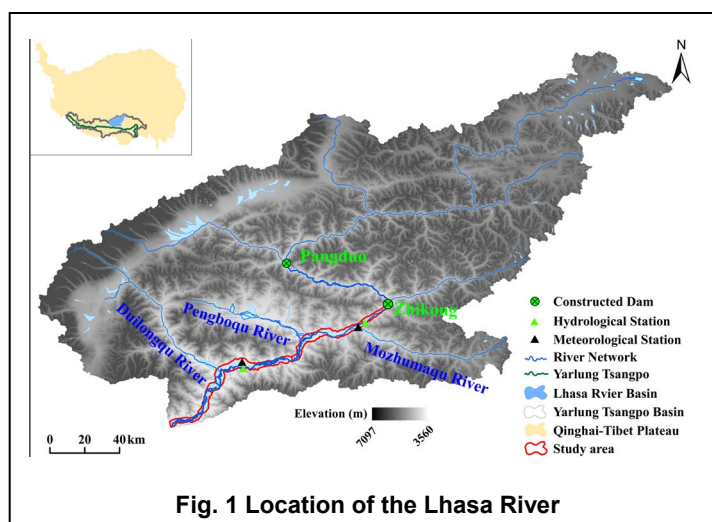 N
Pangduo
Zhikong
Duilongqu River
Pengboqu River
Mozhumaqu River
Constructed Dam
Hydrological Station
Meteorological Station
River Network
Yarlung Tsangpo
Lhasa Rvier Basin
Yarlung Tsangpo Basin
Qinghai-Tibet Plateau
Study area
Elevation (m)
7097
3560
0 20 40 km
Fig. 1 Location of the Lhasa River